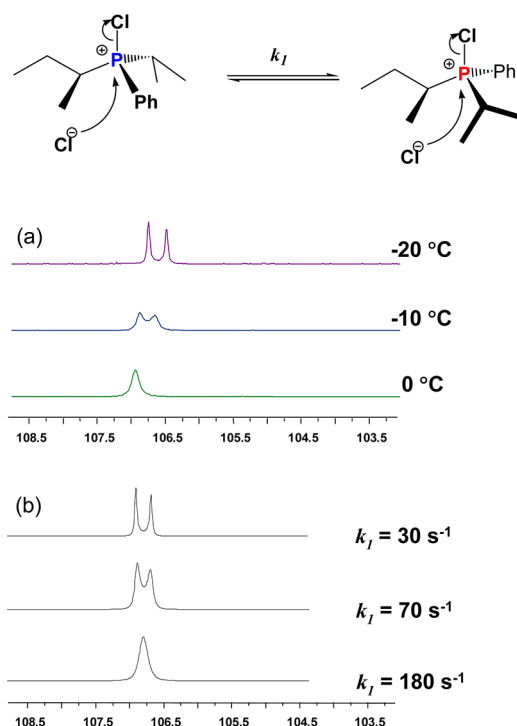 Cl
⊕
P
Ph
Cl
⊖
k1
Cl
⊕
P
Ph
Cl
⊖
(a)
-20 °C
-10 °C
0 °C
108.5 107.5 106.5 105.5 104.5 103.5
(b)
k1 = 30 s-1
k1 = 70 s-1
k1 = 180 s-1
108.5 107.5 106.5 105.5 104.5 103.5